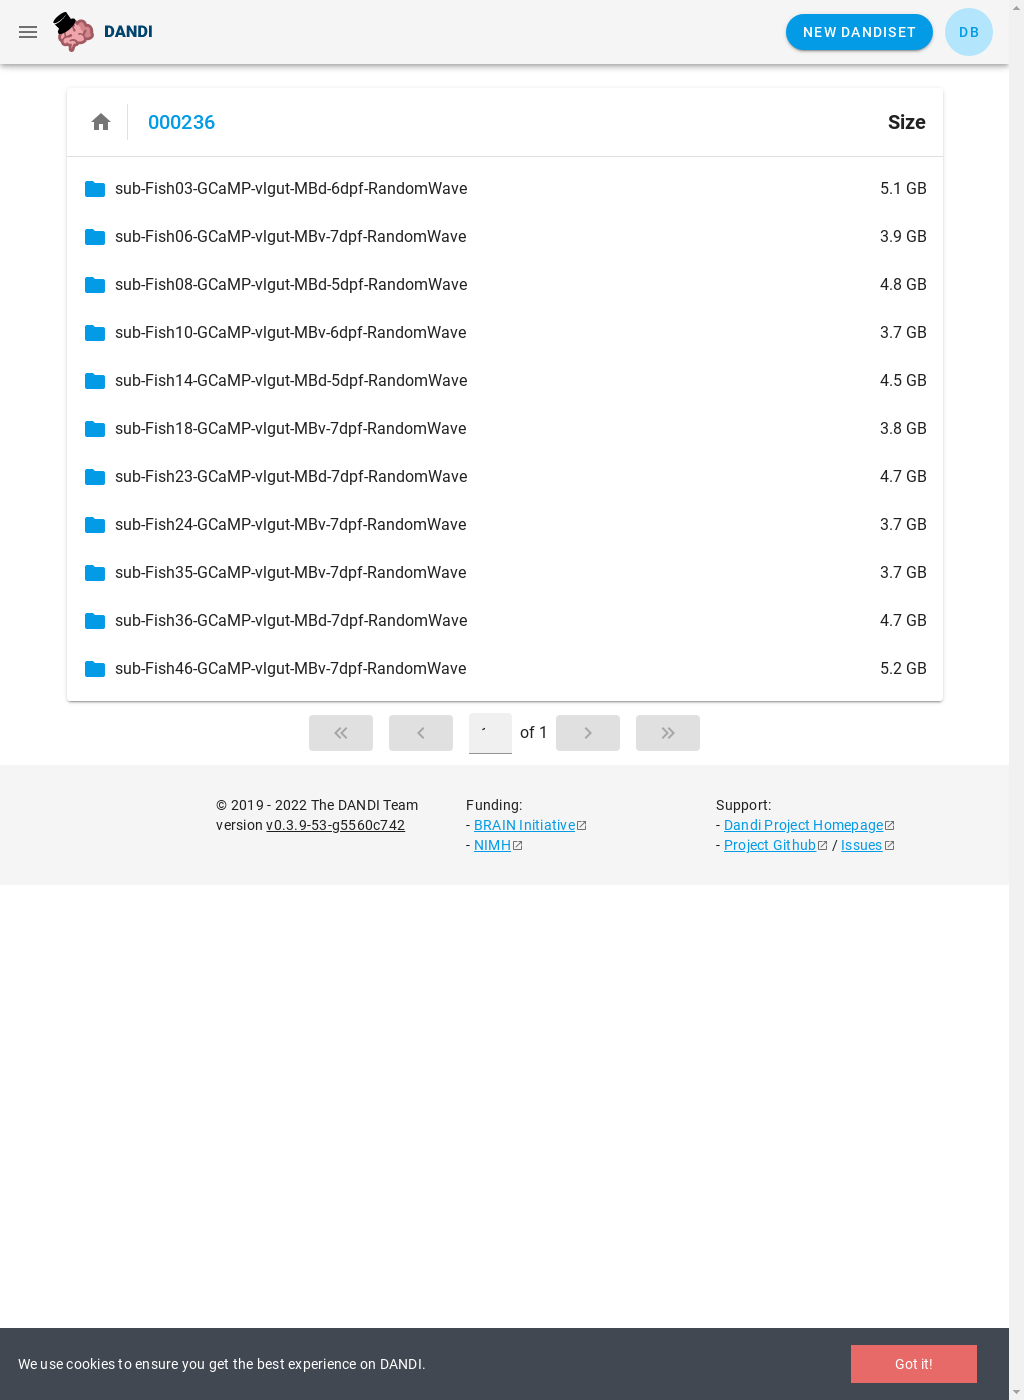 DANDI
NEW DANDISET
DB
000236
Size
sub-Fish03-GCaMP-vlgut-MBd-6dpf-RandomWave 5.1 GB
sub-Fish06-GCaMP-vlgut-MBv-7dpf-RandomWave 3.9 GB
sub-Fish08-GCaMP-vlgut-MBd-5dpf-RandomWave 4.8 GB
sub-Fish10-GCaMP-vlgut-MBv-6dpf-RandomWave 3.7 GB
sub-Fish14-GCaMP-vlgut-MBd-5dpf-RandomWave 4.5 GB
sub-Fish18-GCaMP-vlgut-MBv-7dpf-RandomWave 3.8 GB
sub-Fish23-GCaMP-vlgut-MBd-7dpf-RandomWave 4.7 GB
sub-Fish24-GCaMP-vlgut-MBv-7dpf-RandomWave 3.7 GB
sub-Fish35-GCaMP-vlgut-MBv-7dpf-RandomWave 3.7 GB
sub-Fish36-GCaMP-vlgut-MBd-7dpf-RandomWave 4.7 GB
sub-Fish46-GCaMP-vlgut-MBv-7dpf-RandomWave 5.2 GB
of 1
© 2019 - 2022 The DANDI Team
version v0.3.9-53-g5560c742
Funding:
- BRAIN Initiative
- NIMH
Support:
- Dandi Project Homepage
- Project Github / Issues
We use cookies to ensure you get the best experience on DANDI.
Got it!